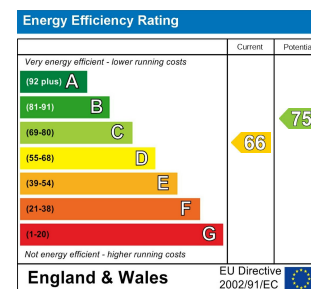 Energy Efficiency Rating
Current
Potentia
Very energy efficient - lower running costs
(92 plus) A
(81-91) B
(69-80) C
(55-68) D
(39-54) E
(21-38) F
(1-20) G
66
75
Not energy efficient - higher running costs
England & Wales
EU Directive
2002/91/EC